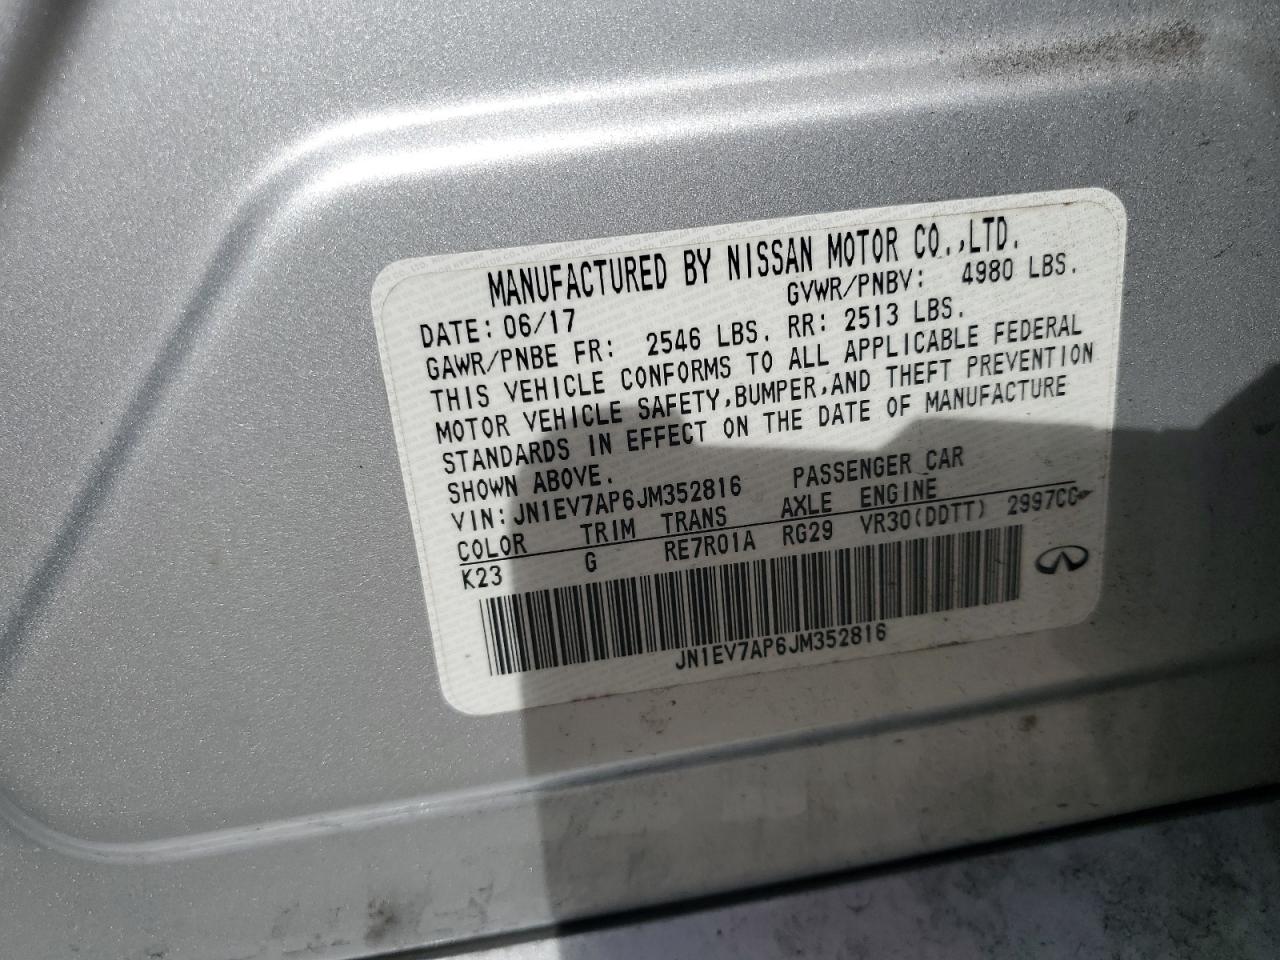 MANUFACTURED BY NISSAN MOTOR CO.,LTD.
DATE: 06/17 GVWR/PNBV: 4980 LBS.
GAWR/PNBE FR: 2546 LBS. RR: 2513 LBS.
THIS VEHICLE CONFORMS TO ALL APPLICABLE FEDERAL
MOTOR VEHICLE SAFETY,BUMPER,AND THEFT PREVENTION
STANDARDS IN EFFECT ON THE DATE OF MANUFACTURE
SHOWN ABOVE.
VIN: JN1EV7AP6JM352816 PASSENGER CAR
COLOR TRIM TRANS AXLE ENGINE
K23 G RE7R01A RG29 VR30(DDTT) 2997CC
JN1EV7AP6JM352816